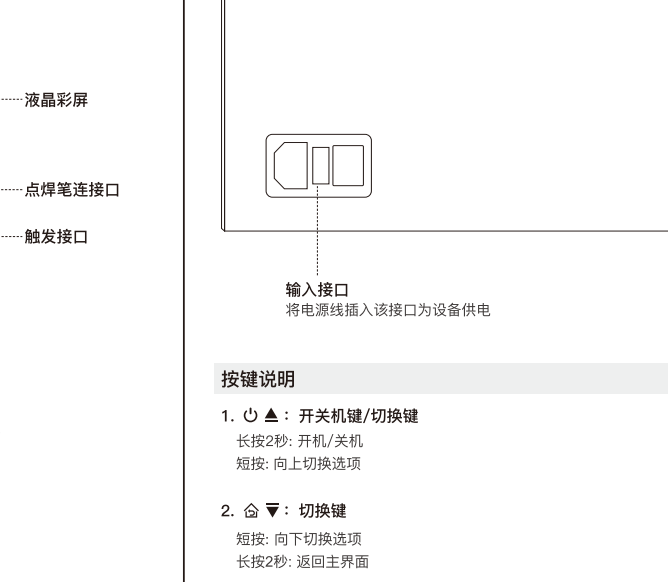 液晶彩屏
点焊笔连接口
触发接口
输入接口
将电源线插入该接口为设备供电
按键说明
1. ⏻ ▲：开关机键/切换键
长按2秒: 开机/关机
短按: 向上切换选项
2. ⌂ ▼：切换键
短按: 向下切换选项
长按2秒: 返回主界面